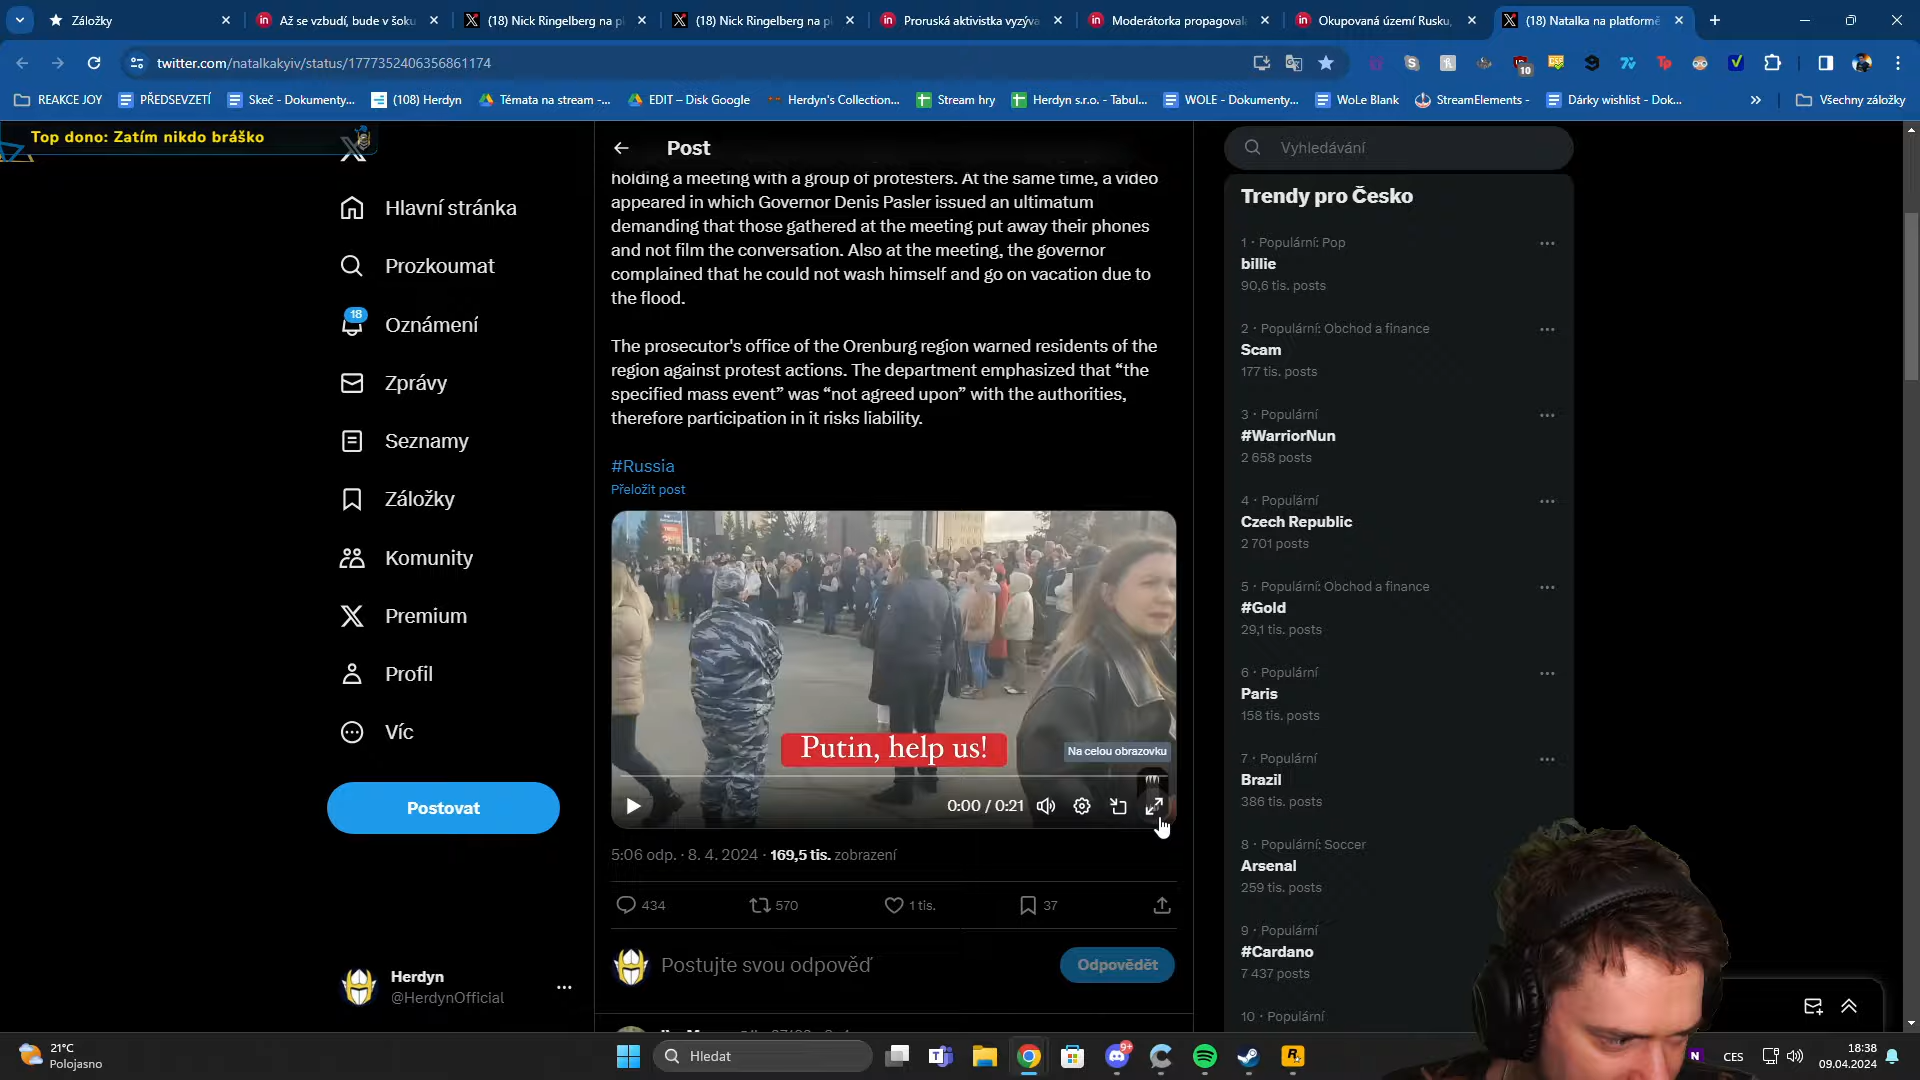 Záložky
Až se vzbudí, bude v šoku
(18) Nick Ringelberg na pl
(18) Nick Ringelberg na pl
Proruská aktivistka vyzýva
Moderátorka propagoval
Okupovaná území Rusku,
(18) Natalka na platformě
twitter.com/natalkakyiv/status/1777352406356861174
REAKCE JOY
PŘEDSEVZETÍ
Skeč - Dokumenty...
(108) Herdyn
Témata na stream -...
EDIT – Disk Google
Herdyn's Collection...
Stream hry
Herdyn s.r.o. - Tabul...
WOLE - Dokumenty...
WoLe Blank
StreamElements -
Dárky wishlist - Dok...
Všechny záložky
Top dono: Zatím nikdo bráško
Hlavní stránka
Prozkoumat
18
Oznámení
Zprávy
Seznamy
Záložky
Komunity
Premium
Profil
Víc
Postovat
Herdyn
@HerdynOfficial
Post
holding a meeting with a group of protesters. At the same time, a video
appeared in which Governor Denis Pasler issued an ultimatum
demanding that those gathered at the meeting put away their phones
and not film the conversation. Also at the meeting, the governor
complained that he could not wash himself and go on vacation due to
the flood.
The prosecutor's office of the Orenburg region warned residents of the
region against protest actions. The department emphasized that “the
specified mass event” was “not agreed upon” with the authorities,
therefore participation in it risks liability.
#Russia
Přeložit post
Putin, help us!
Na celou obrazovku
0:00 / 0:21
5:06 odp. · 8. 4. 2024 · 169,5 tis. zobrazení
434
570
1 tis.
37
Postujte svou odpověď
Odpovědět
Vyhledávání
Trendy pro Česko
1 · Populární: Pop
billie
90,6 tis. posts
2 · Populární: Obchod a finance
Scam
177 tis. posts
3 · Populární
#WarriorNun
2 658 posts
4 · Populární
Czech Republic
2 701 posts
5 · Populární: Obchod a finance
#Gold
29,1 tis. posts
6 · Populární
Paris
158 tis. posts
7 · Populární
Brazil
386 tis. posts
8 · Populární: Soccer
Arsenal
259 tis. posts
9 · Populární
#Cardano
7 437 posts
10 · Populární
21°C
Polojasno
Hledat
9+
CES
18:38
09.04.2024